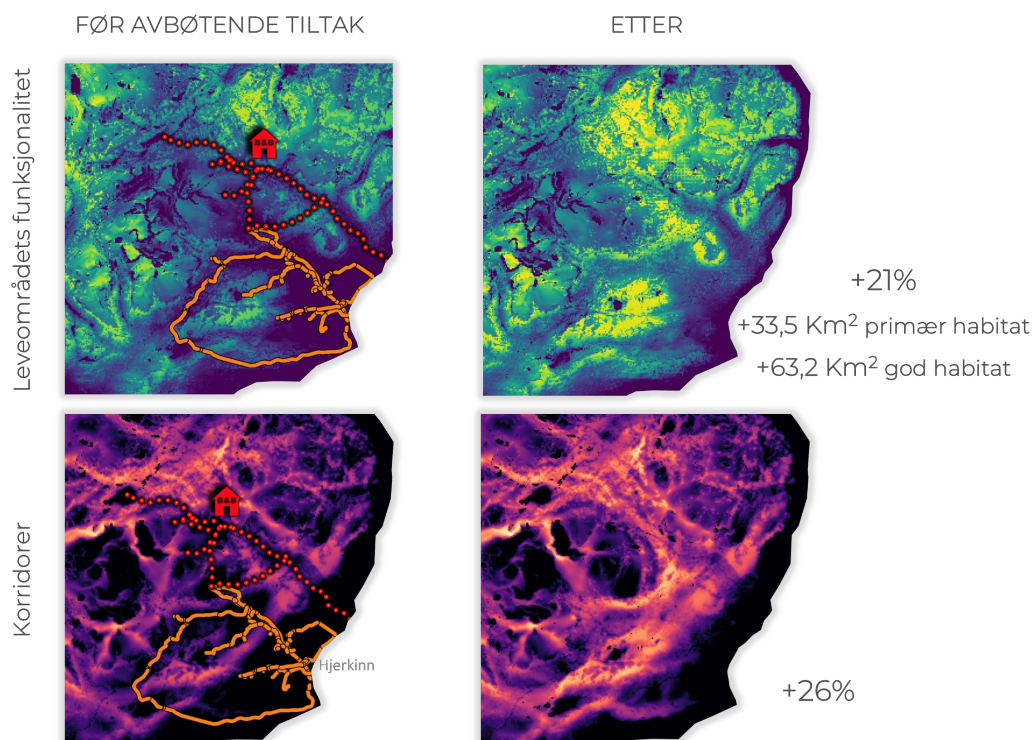 FØR AVBØTENDE TILTAK
ETTER
Leveområdets funksjonalitet
B&B
+21%
+33,5 Km² primær habitat
+63,2 Km² god habitat
Korridorer
B&B
Hjerkinn
+26%